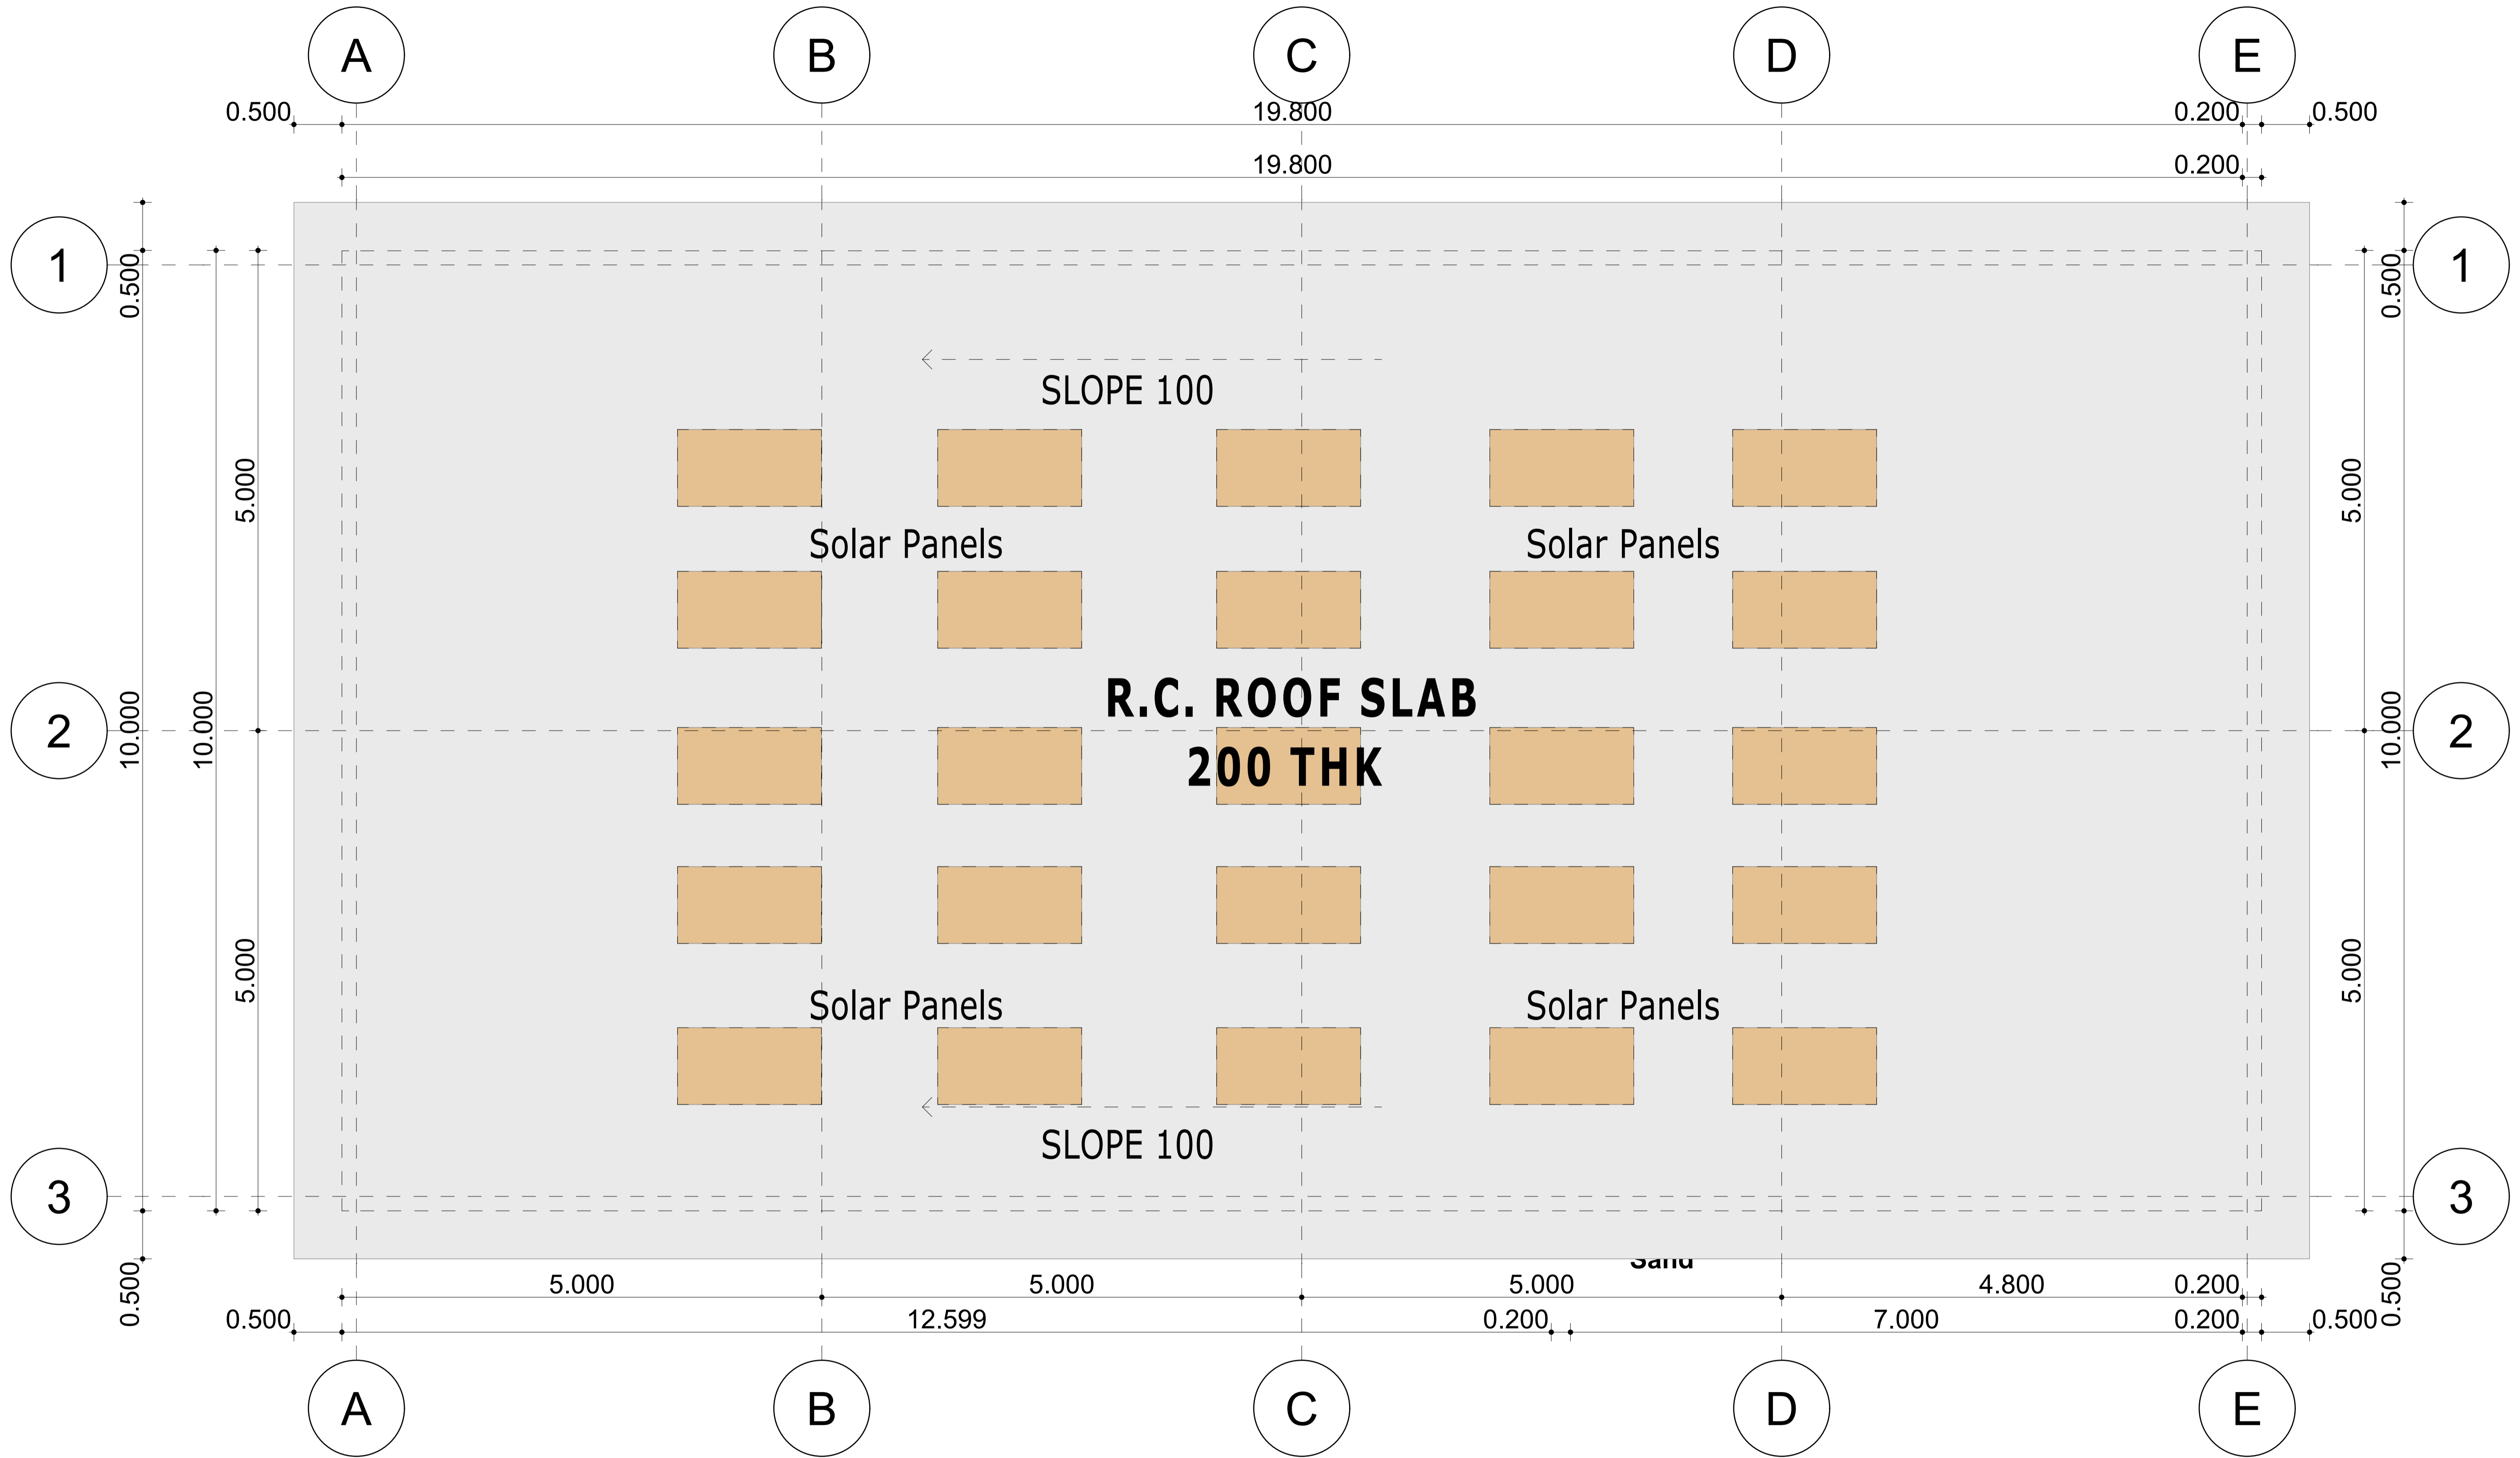 A B C D E
0.500 19.800 0.200 0.500
19.800 0.200
1 1
0.500 0.500
SLOPE 100
5.000 5.000
Solar Panels Solar Panels
R.C. ROOF SLAB
2 10.000 10.000 10.000 2
200 THK
5.000 5.000
Solar Panels Solar Panels
SLOPE 100
3 3
Sand
0.500 5.000 5.000 5.000 4.800 0.200 0.500
0.500 12.599 0.200 7.000 0.200 0.500
A B C D E